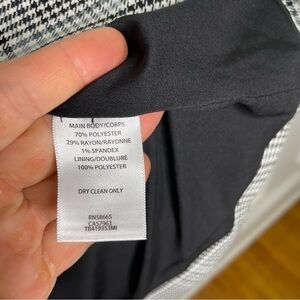 MAIN BODY/CORPS
70% POLYESTER
29% RAYON/RAYONNE
1% SPANDEX
LINING/DOUBLURE
100% POLYESTER
DRY CLEAN ONLY
RN58665
CA57961
TB419353MI